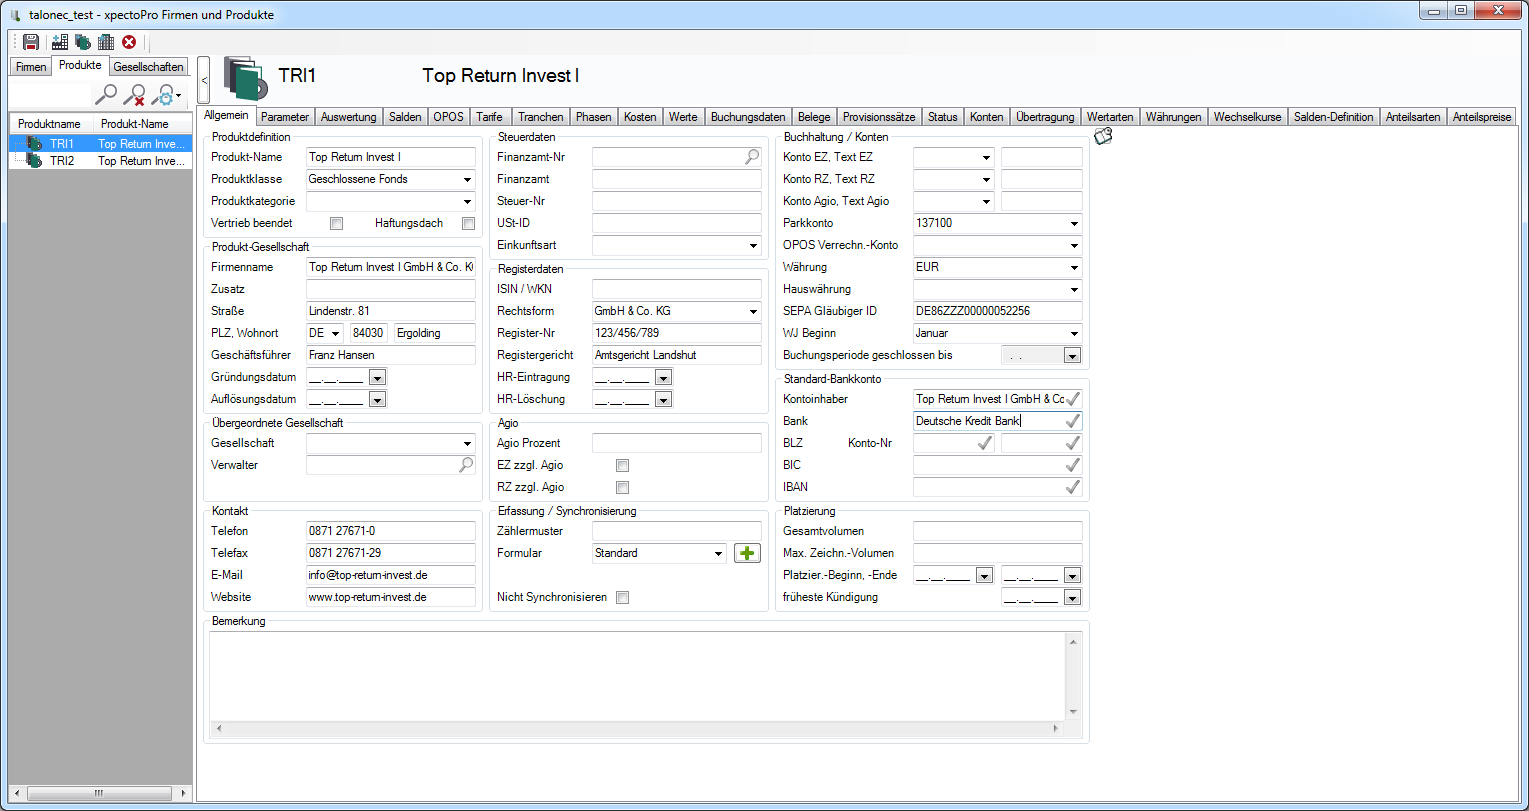 talonec_test - xpectoPro Firmen und Produkte
Firmen Produkte Gesellschaften
Produktname Produkt-Name
TRI1 Top Return Inve...
TRI2 Top Return Inve...
<
TRI1 Top Return Invest I
Allgemein Parameter Auswertung Salden OPOS Tarife Tranchen Phasen Kosten Werte Buchungsdaten Belege Provisionssätze Status Konten Übertragung Wertarten Währungen Wechselkurse Salden-Definition Anteilsarten Anteilspreise
Produktdefinition
Produkt-Name Top Return Invest I
Produktklasse Geschlossene Fonds
Produktkategorie
Vertrieb beendet Haftungsdach
Produkt-Gesellschaft
Firmenname Top Return Invest I GmbH & Co. K
Zusatz
Straße Lindenstr. 81
PLZ, Wohnort DE 84030 Ergolding
Geschäftsführer Franz Hansen
Gründungsdatum __.__.____
Auflösungsdatum __.__.____
Übergeordnete Gesellschaft
Gesellschaft
Verwalter
Kontakt
Telefon 0871 27671-0
Telefax 0871 27671-29
E-Mail info@top-return-invest.de
Website www.top-return-invest.de
Steuerdaten
Finanzamt-Nr
Finanzamt
Steuer-Nr
USt-ID
Einkunftsart
Registerdaten
ISIN / WKN
Rechtsform GmbH & Co. KG
Register-Nr 123/456/789
Registergericht Amtsgericht Landshut
HR-Eintragung __.__.____
HR-Löschung __.__.____
Agio
Agio Prozent
EZ zzgl. Agio
RZ zzgl. Agio
Erfassung / Synchronisierung
Zählermuster
Formular Standard
Nicht Synchronisieren
Buchhaltung / Konten
Konto EZ, Text EZ
Konto RZ, Text RZ
Konto Agio, Text Agio
Parkkonto 137100
OPOS Verrechn.-Konto
Währung EUR
Hauswährung
SEPA Gläubiger ID DE86ZZZ00000052256
WJ Beginn Januar
Buchungsperiode geschlossen bis . .
Standard-Bankkonto
Kontoinhaber Top Return Invest I GmbH & Co
Bank Deutsche Kredit Bank
BLZ Konto-Nr
BIC
IBAN
Platzierung
Gesamtvolumen
Max. Zeichn.-Volumen
Platzier.-Beginn, -Ende __.__.____ __.__.____
früheste Kündigung __.__.____
Bemerkung